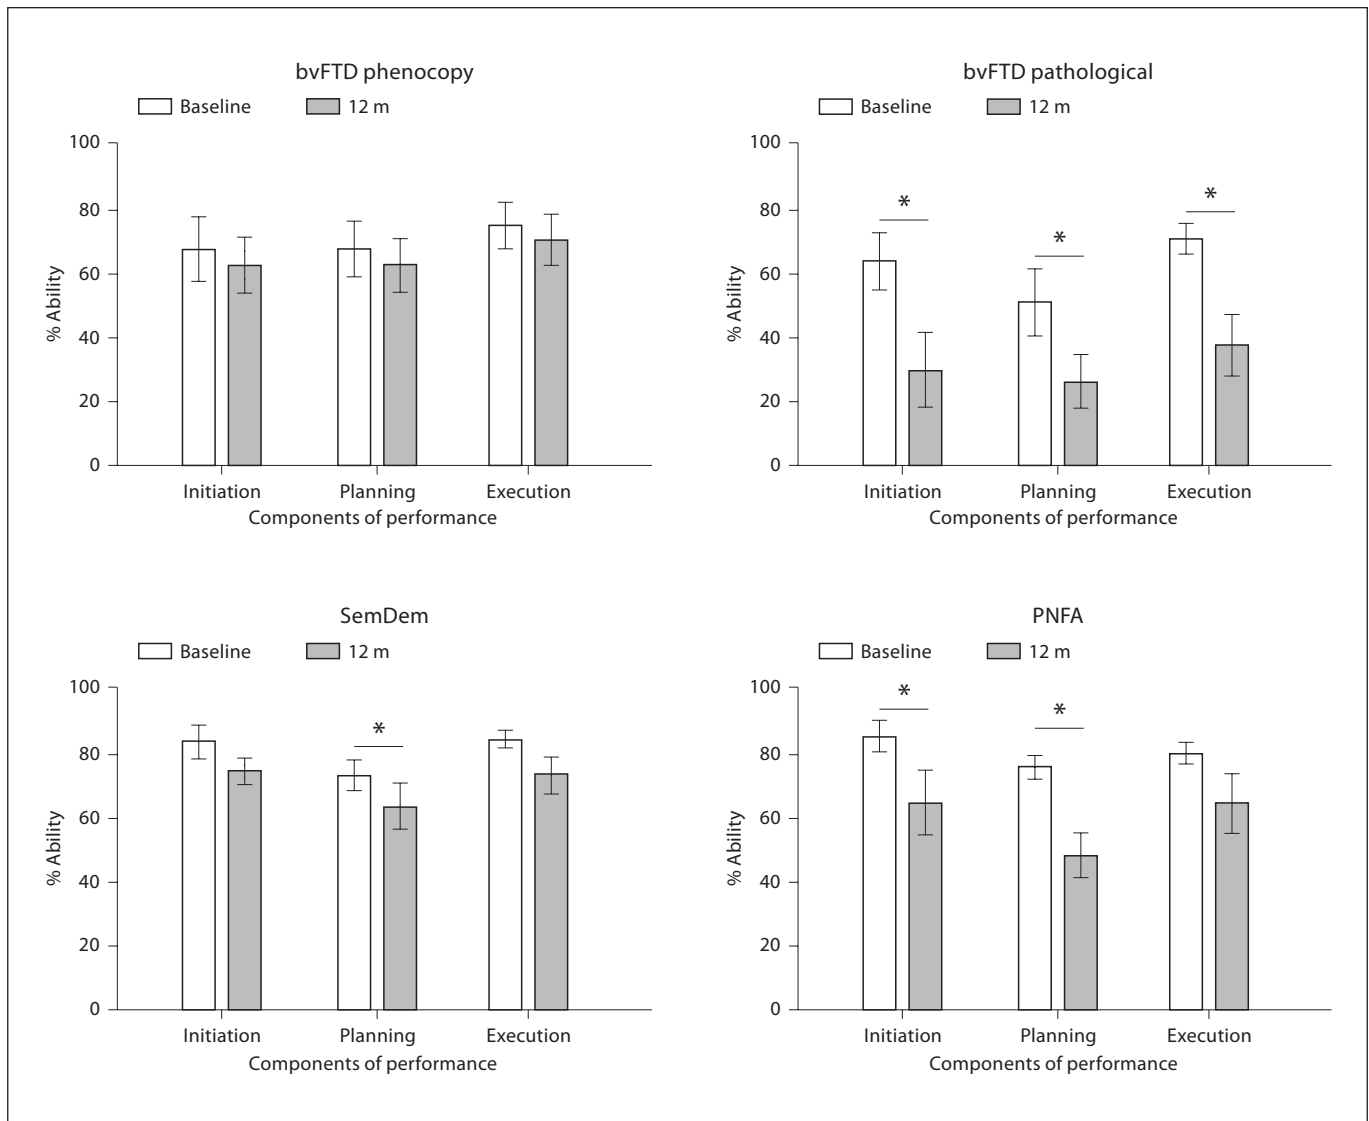 bvFTD phenocopy
Baseline 12 m
100
80
60
40
20
0
% Ability
Initiation Planning Execution
Components of performance
bvFTD pathological
Baseline 12 m
100
80
60
40
20
0
% Ability
*
*
*
Initiation Planning Execution
Components of performance
SemDem
Baseline 12 m
100
80
60
40
20
0
% Ability
*
Initiation Planning Execution
Components of performance
PNFA
Baseline 12 m
100
80
60
40
20
0
% Ability
*
*
Initiation Planning Execution
Components of performance